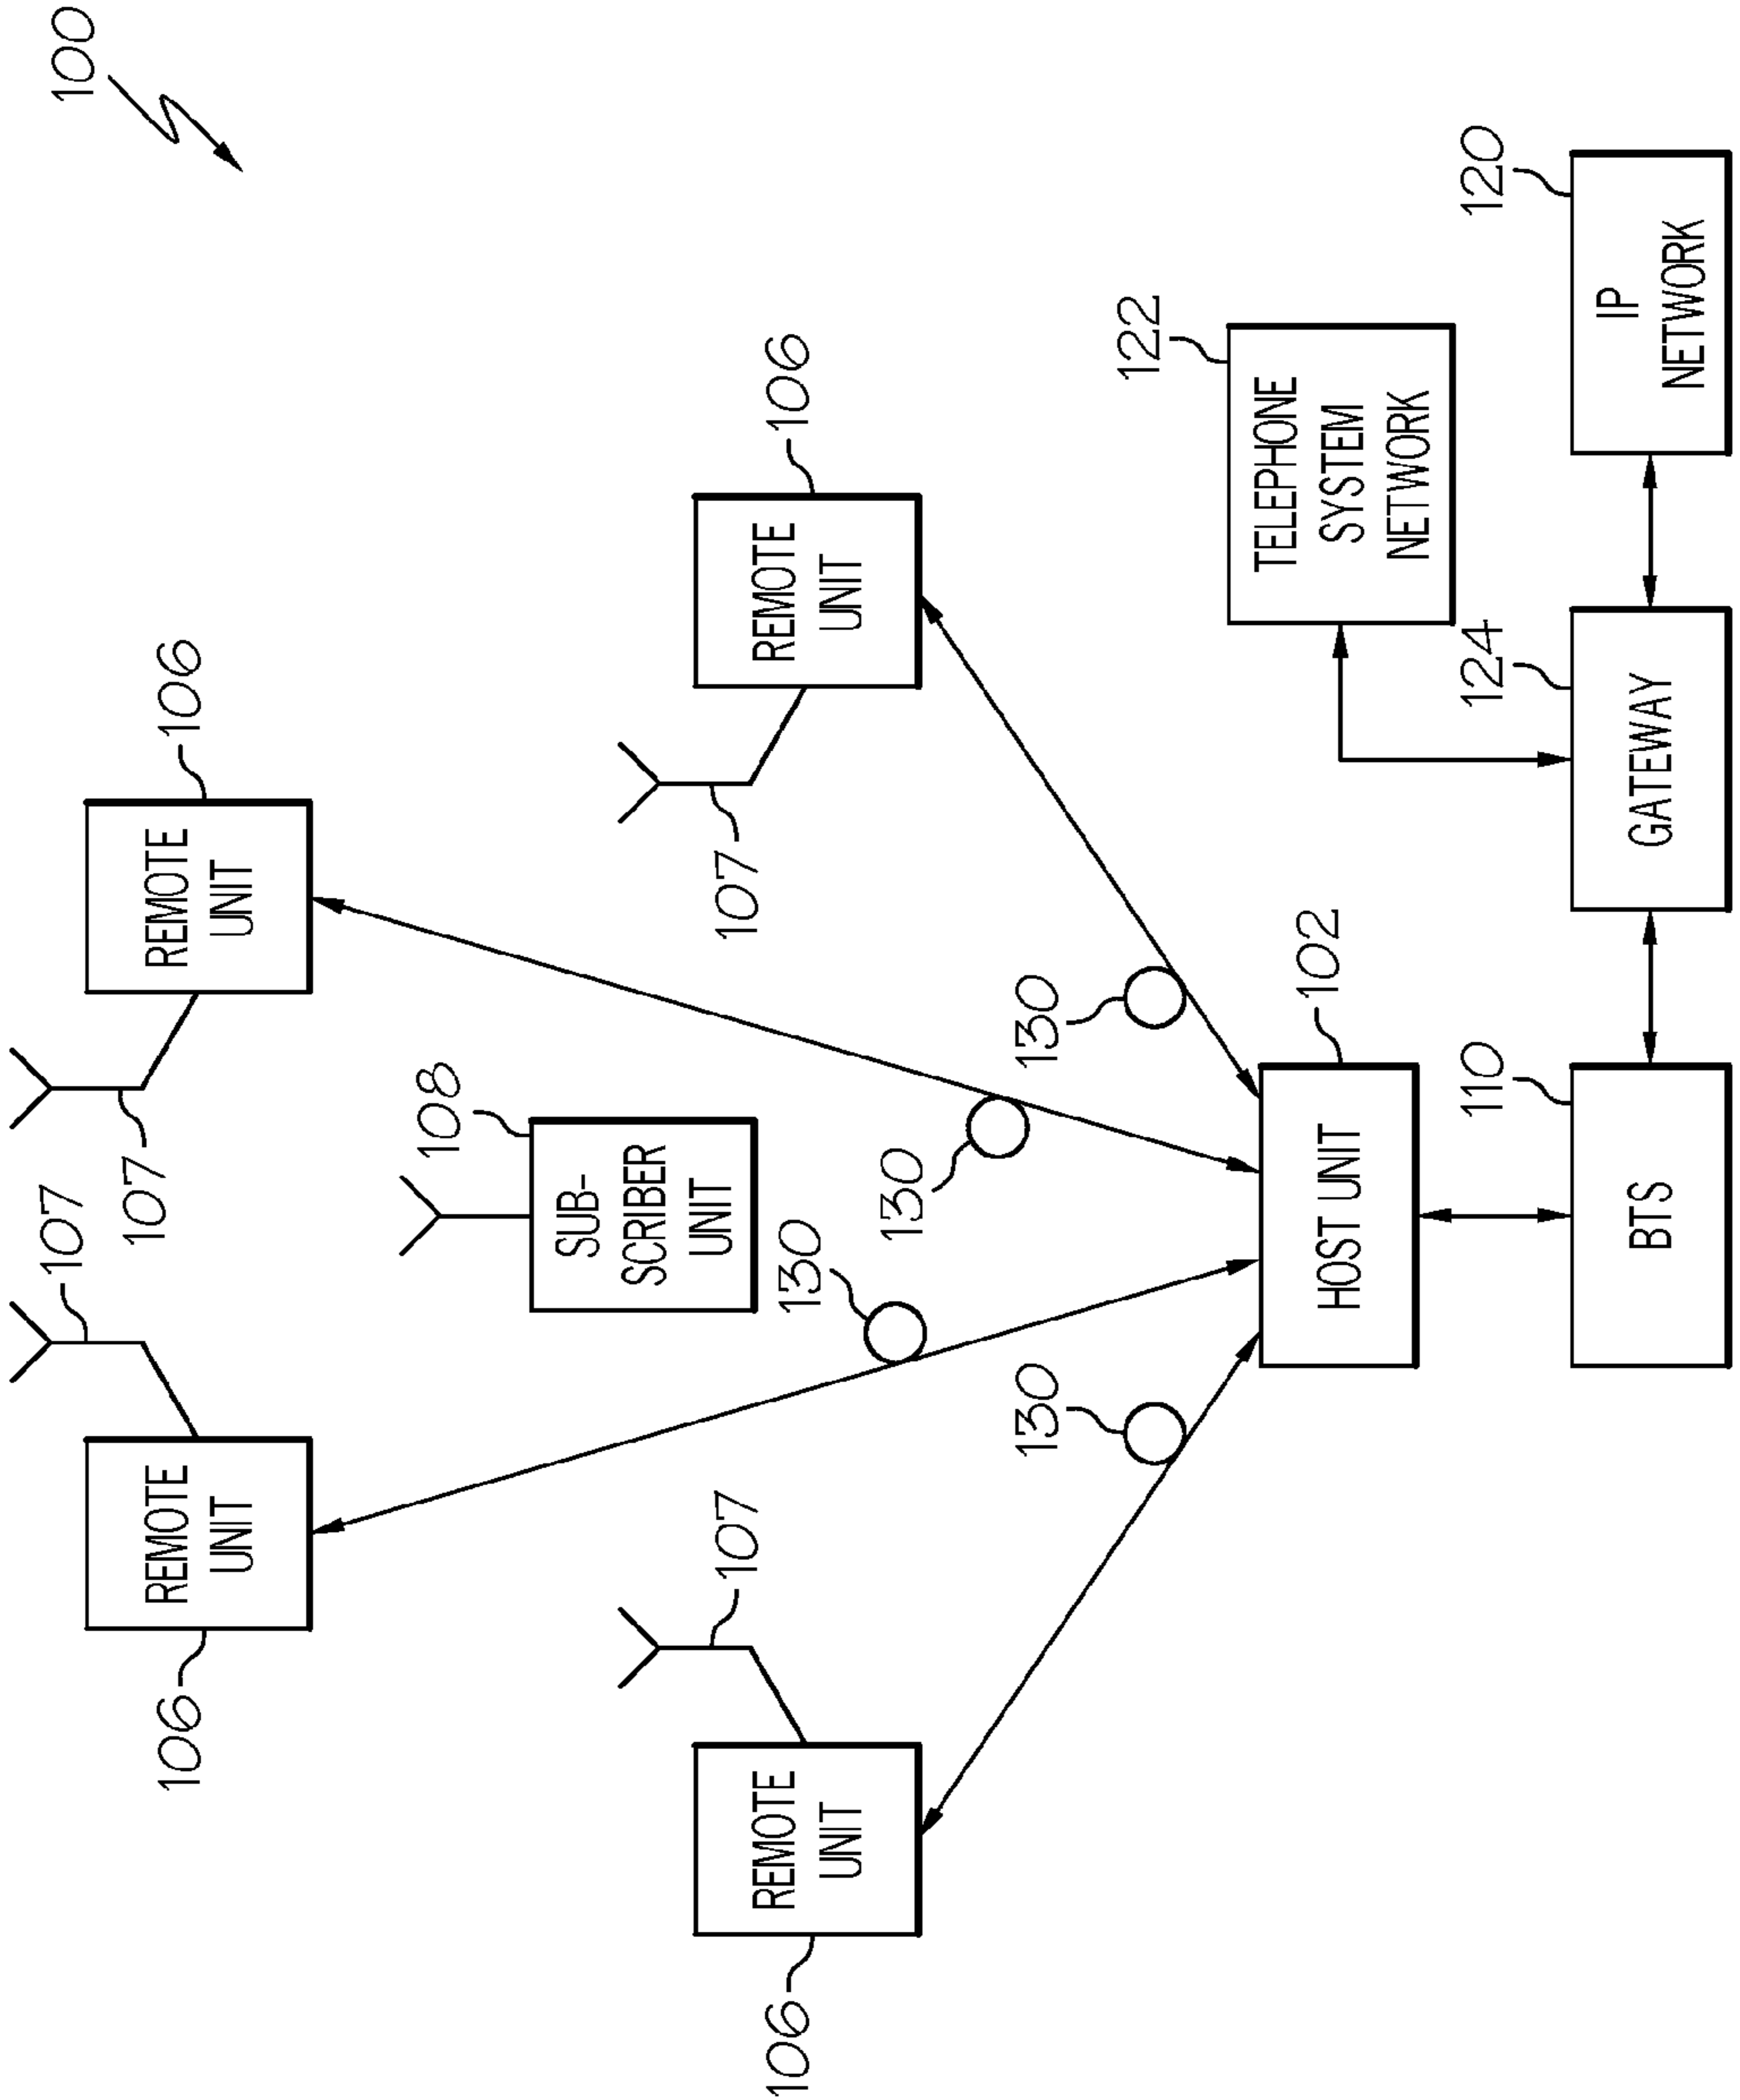 100
107
107
106
REMOTE
UNIT
REMOTE
UNIT
106
108
SUB-
SCRIBER
UNIT
107
107
106
REMOTE
UNIT
REMOTE
UNIT
106
130
130
130
130
122
TELEPHONE
SYSTEM
NETWORK
102
HOST UNIT
110
124
120
BTS
GATEWAY
IP
NETWORK